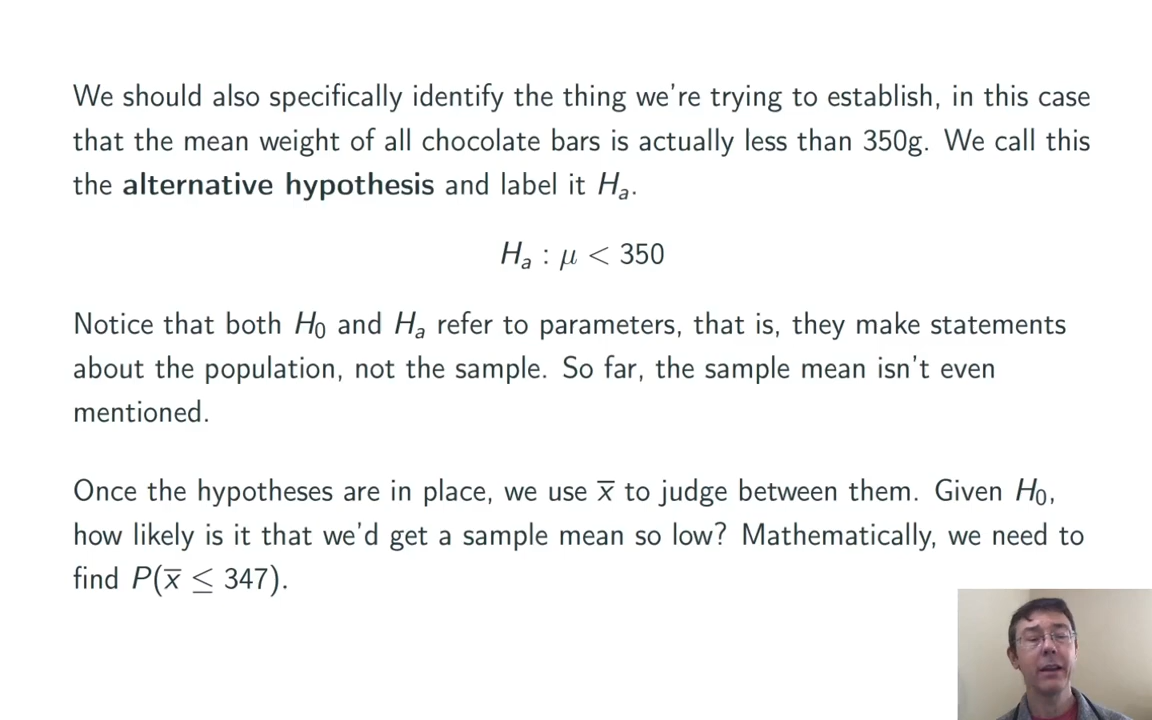 We should also specifically identify the thing we're trying to establish, in this case
that the mean weight of all chocolate bars is actually less than 350g. We call this
the alternative hypothesis and label it Hₐ.
Hₐ : μ < 350
Notice that both H₀ and Hₐ refer to parameters, that is, they make statements
about the population, not the sample. So far, the sample mean isn't even
mentioned.
Once the hypotheses are in place, we use x̅ to judge between them. Given H₀,
how likely is it that we'd get a sample mean so low? Mathematically, we need to
find P(x̅ ≤ 347).